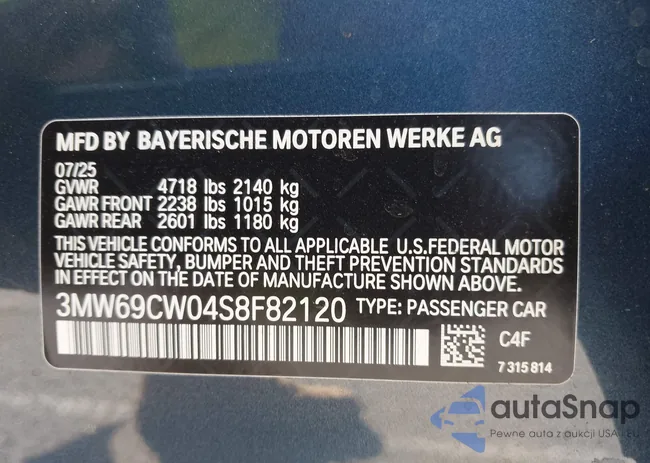 MFD BY BAYERISCHE MOTOREN WERKE AG
07/25
GVWR 4718 lbs 2140 kg
GAWR FRONT 2238 lbs 1015 kg
GAWR REAR 2601 lbs 1180 kg
THIS VEHICLE CONFORMS TO ALL APPLICABLE U.S.FEDERAL MOTOR
VEHICLE SAFETY, BUMPER AND THEFT PREVENTION STANDARDS
IN EFFECT ON THE DATE OF MANUFACTURE SHOWN ABOVE.
3MW69CW04S8F82120 TYPE: PASSENGER CAR
C4F
7 315 814
autaSnap
Pewne auta z aukcji USA i EU